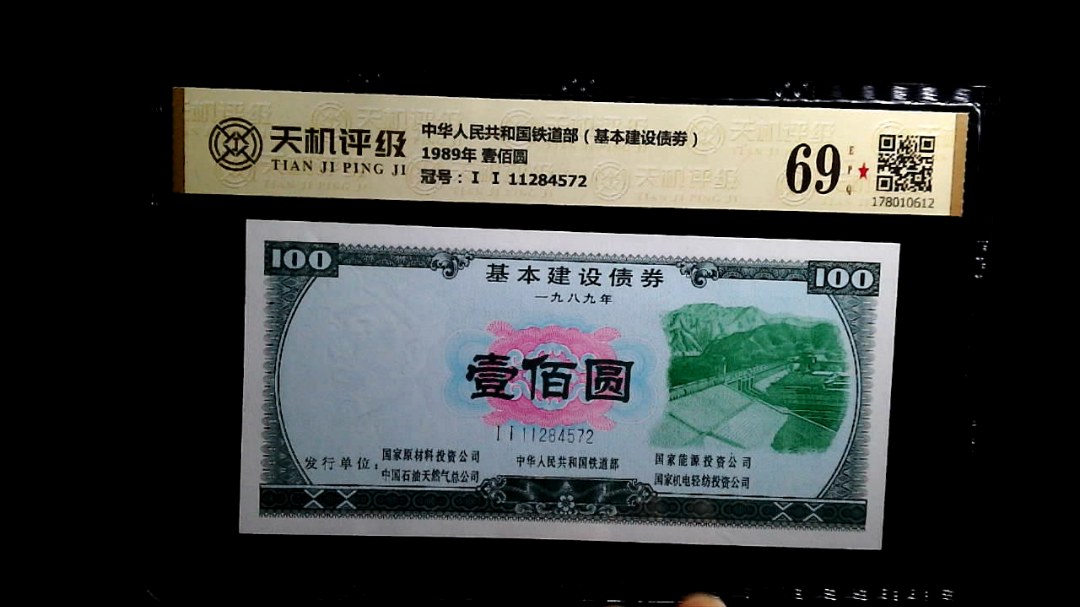 天机评级
TIAN JI PING JI
中华人民共和国铁道部（基本建设债券）
1989年 壹佰圆
冠号：I I 11284572
69
EPQ
178010612
100
基本建设债券
100
一九八九年
壹佰圆
I I 11284572
发行单位：
国家原材料投资公司
中国石油天然气总公司
中华人民共和国铁道部
国家能源投资公司
国家机电轻纺投资公司